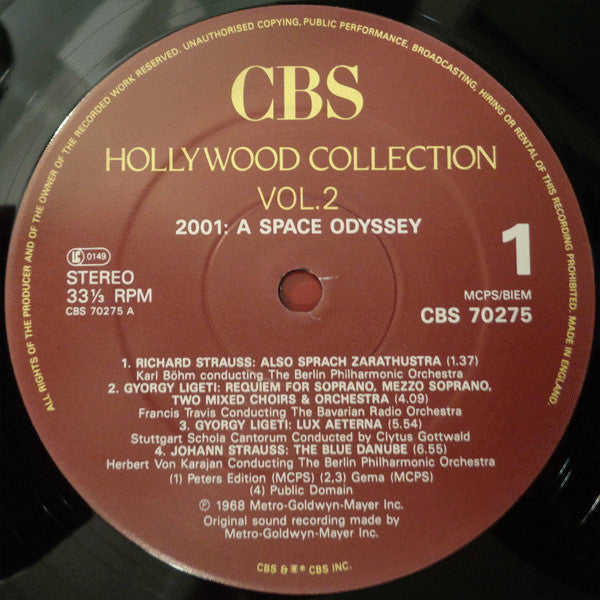 ALL RIGHTS OF THE PRODUCER AND OF THE OWNER OF THE RECORDED WORK RESERVED. UNAUTHORISED COPYING, PUBLIC PERFORMANCE, BROADCASTING, HIRING OR RENTAL OF THIS RECORDING PROHIBITED. MADE IN ENGLAND.
CBS
HOLLYWOOD COLLECTION
VOL.2
2001: A SPACE ODYSSEY
1
LC 0149
STEREO
33⅓ RPM
CBS 70275 A
MCPS/BIEM
CBS 70275
1. RICHARD STRAUSS: ALSO SPRACH ZARATHUSTRA (1.37)
Karl Böhm conducting The Berlin Philharmonic Orchestra
2. GYORGY LIGETI: REQUIEM FOR SOPRANO, MEZZO SOPRANO,
TWO MIXED CHOIRS & ORCHESTRA (4.09)
Francis Travis Conducting The Bavarian Radio Orchestra
3. GYORGY LIGETI: LUX AETERNA (5.54)
Stuttgart Schola Cantorum Conducted by Clytus Gottwald
4. JOHANN STRAUSS: THE BLUE DANUBE (6.55)
Herbert Von Karajan Conducting The Berlin Philharmonic Orchestra
(1) Peters Edition (MCPS) (2,3) Gema (MCPS)
(4) Public Domain
℗ 1968 Metro-Goldwyn-Mayer Inc.
Original sound recording made by
Metro-Goldwyn-Mayer Inc.
CBS & ® CBS INC.